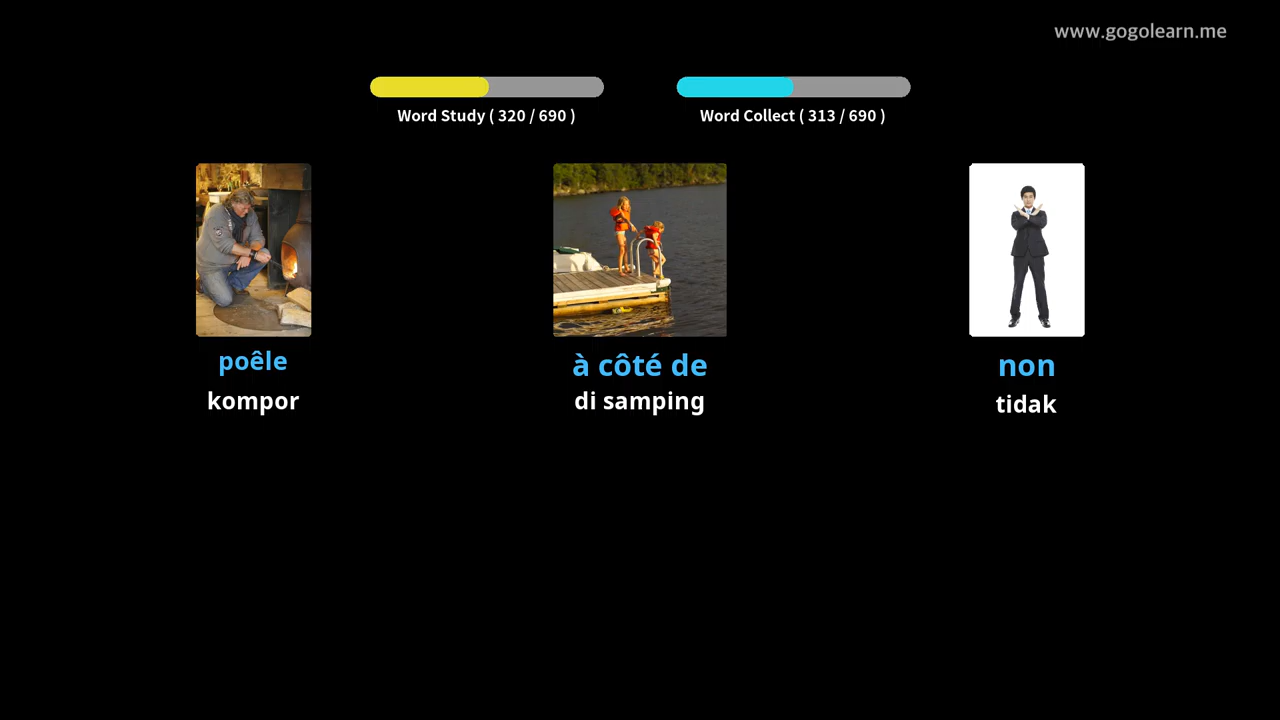 www.gogolearn.me
Word Study ( 320 / 690 )
Word Collect ( 313 / 690 )
poêle
à côté de
non
kompor
di samping
tidak